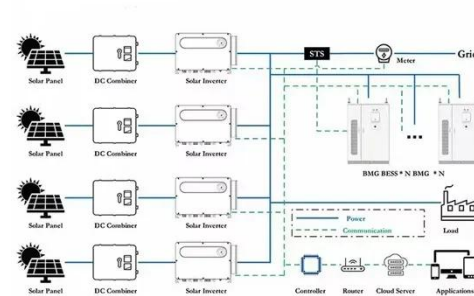 STS
Meter
Grid
Solar Panel DC Combiner Solar Inverter
Solar Panel DC Combiner Solar Inverter
BMG BESS * N BMG * N
Solar Panel DC Combiner Solar Inverter
Power
Communication
Load
Solar Panel DC Combiner Solar Inverter
Controller Router Cloud Server Application